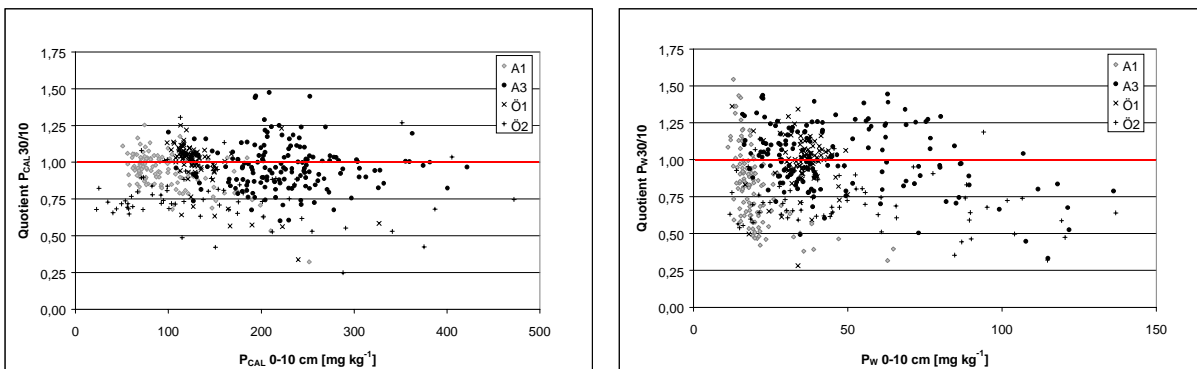 1,75
1,50
1,25
1,00
0,75
0,50
0,25
0,00
Quotient P_CAL 30/10
0
100
200
300
400
500
P_CAL 0-10 cm [mg kg⁻¹]
A1
A3
Ö1
Ö2
1,75
1,50
1,25
1,00
0,75
0,50
0,25
0,00
Quotient P_W 30/10
0
50
100
150
P_W 0-10 cm [mg kg⁻¹]
A1
A3
Ö1
Ö2